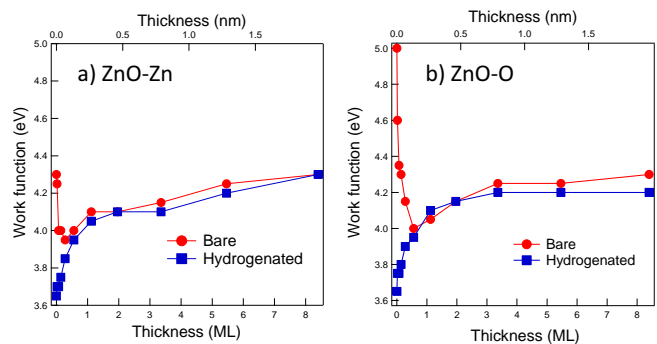 Thickness (nm)
0.0 0.5 1.0 1.5
5.0
4.8
4.6
4.4
4.2
4.0
3.8
3.6
Work function (eV)
a) ZnO-Zn
Bare
Hydrogenated
0 1 2 3 4 5 6 7 8
Thickness (ML)
Thickness (nm)
0.0 0.5 1.0 1.5
5.0
4.8
4.6
4.4
4.2
4.0
3.8
3.6
Work function (eV)
b) ZnO-O
Bare
Hydrogenated
0 1 2 3 4 5 6 7 8
Thickness (ML)